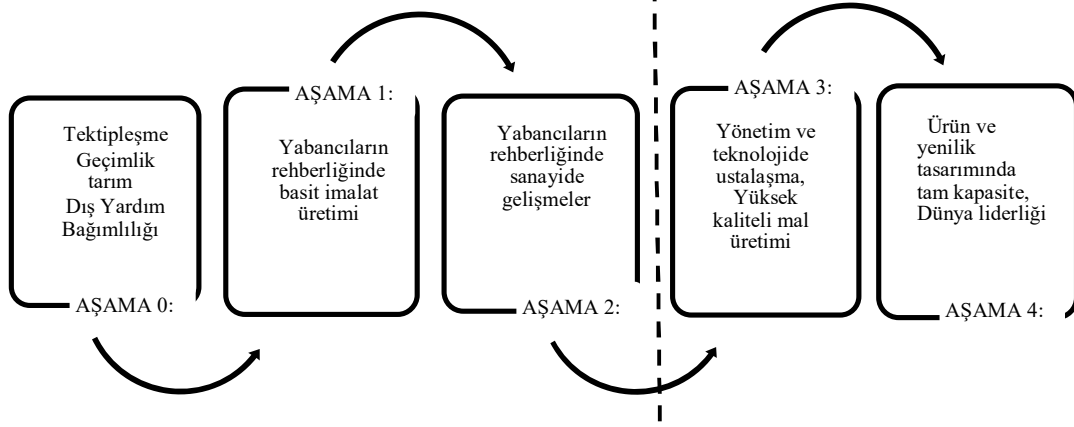 Tektipleşme
Geçimlik
tarım
Dış Yardım
Bağımlılığı
AŞAMA 0:
AŞAMA 1:
Yabancıların
rehberliğinde
basit imalat
üretimi
Yabancıların
rehberliğinde
sanayide
gelişmeler
AŞAMA 2:
AŞAMA 3:
Yönetim ve
teknolojide
ustalaşma,
Yüksek
kaliteli mal
üretimi
Ürün ve
yenilik
tasarımında
tam kapasite,
Dünya liderliği
AŞAMA 4: